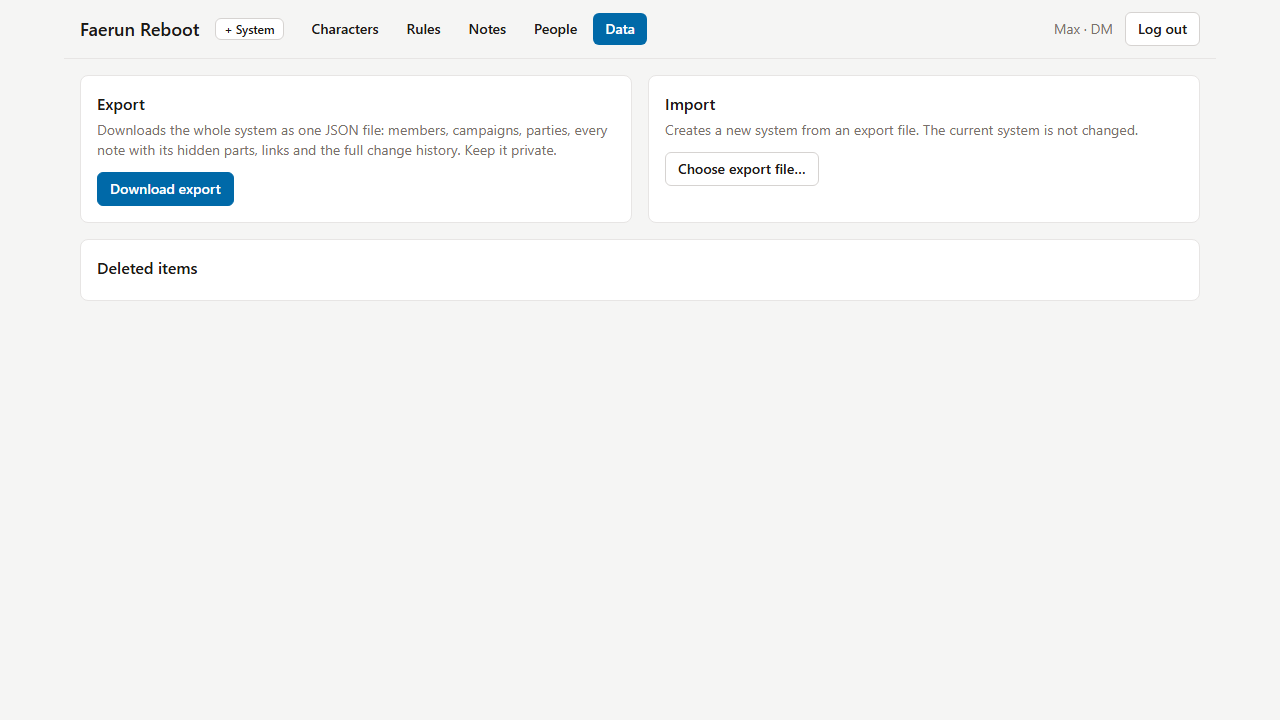 Faerun Reboot + System Characters Rules Notes People Data Max · DM Log out
Export
Downloads the whole system as one JSON file: members, campaigns, parties, every
note with its hidden parts, links and the full change history. Keep it private.
Download export
Import
Creates a new system from an export file. The current system is not changed.
Choose export file...
Deleted items